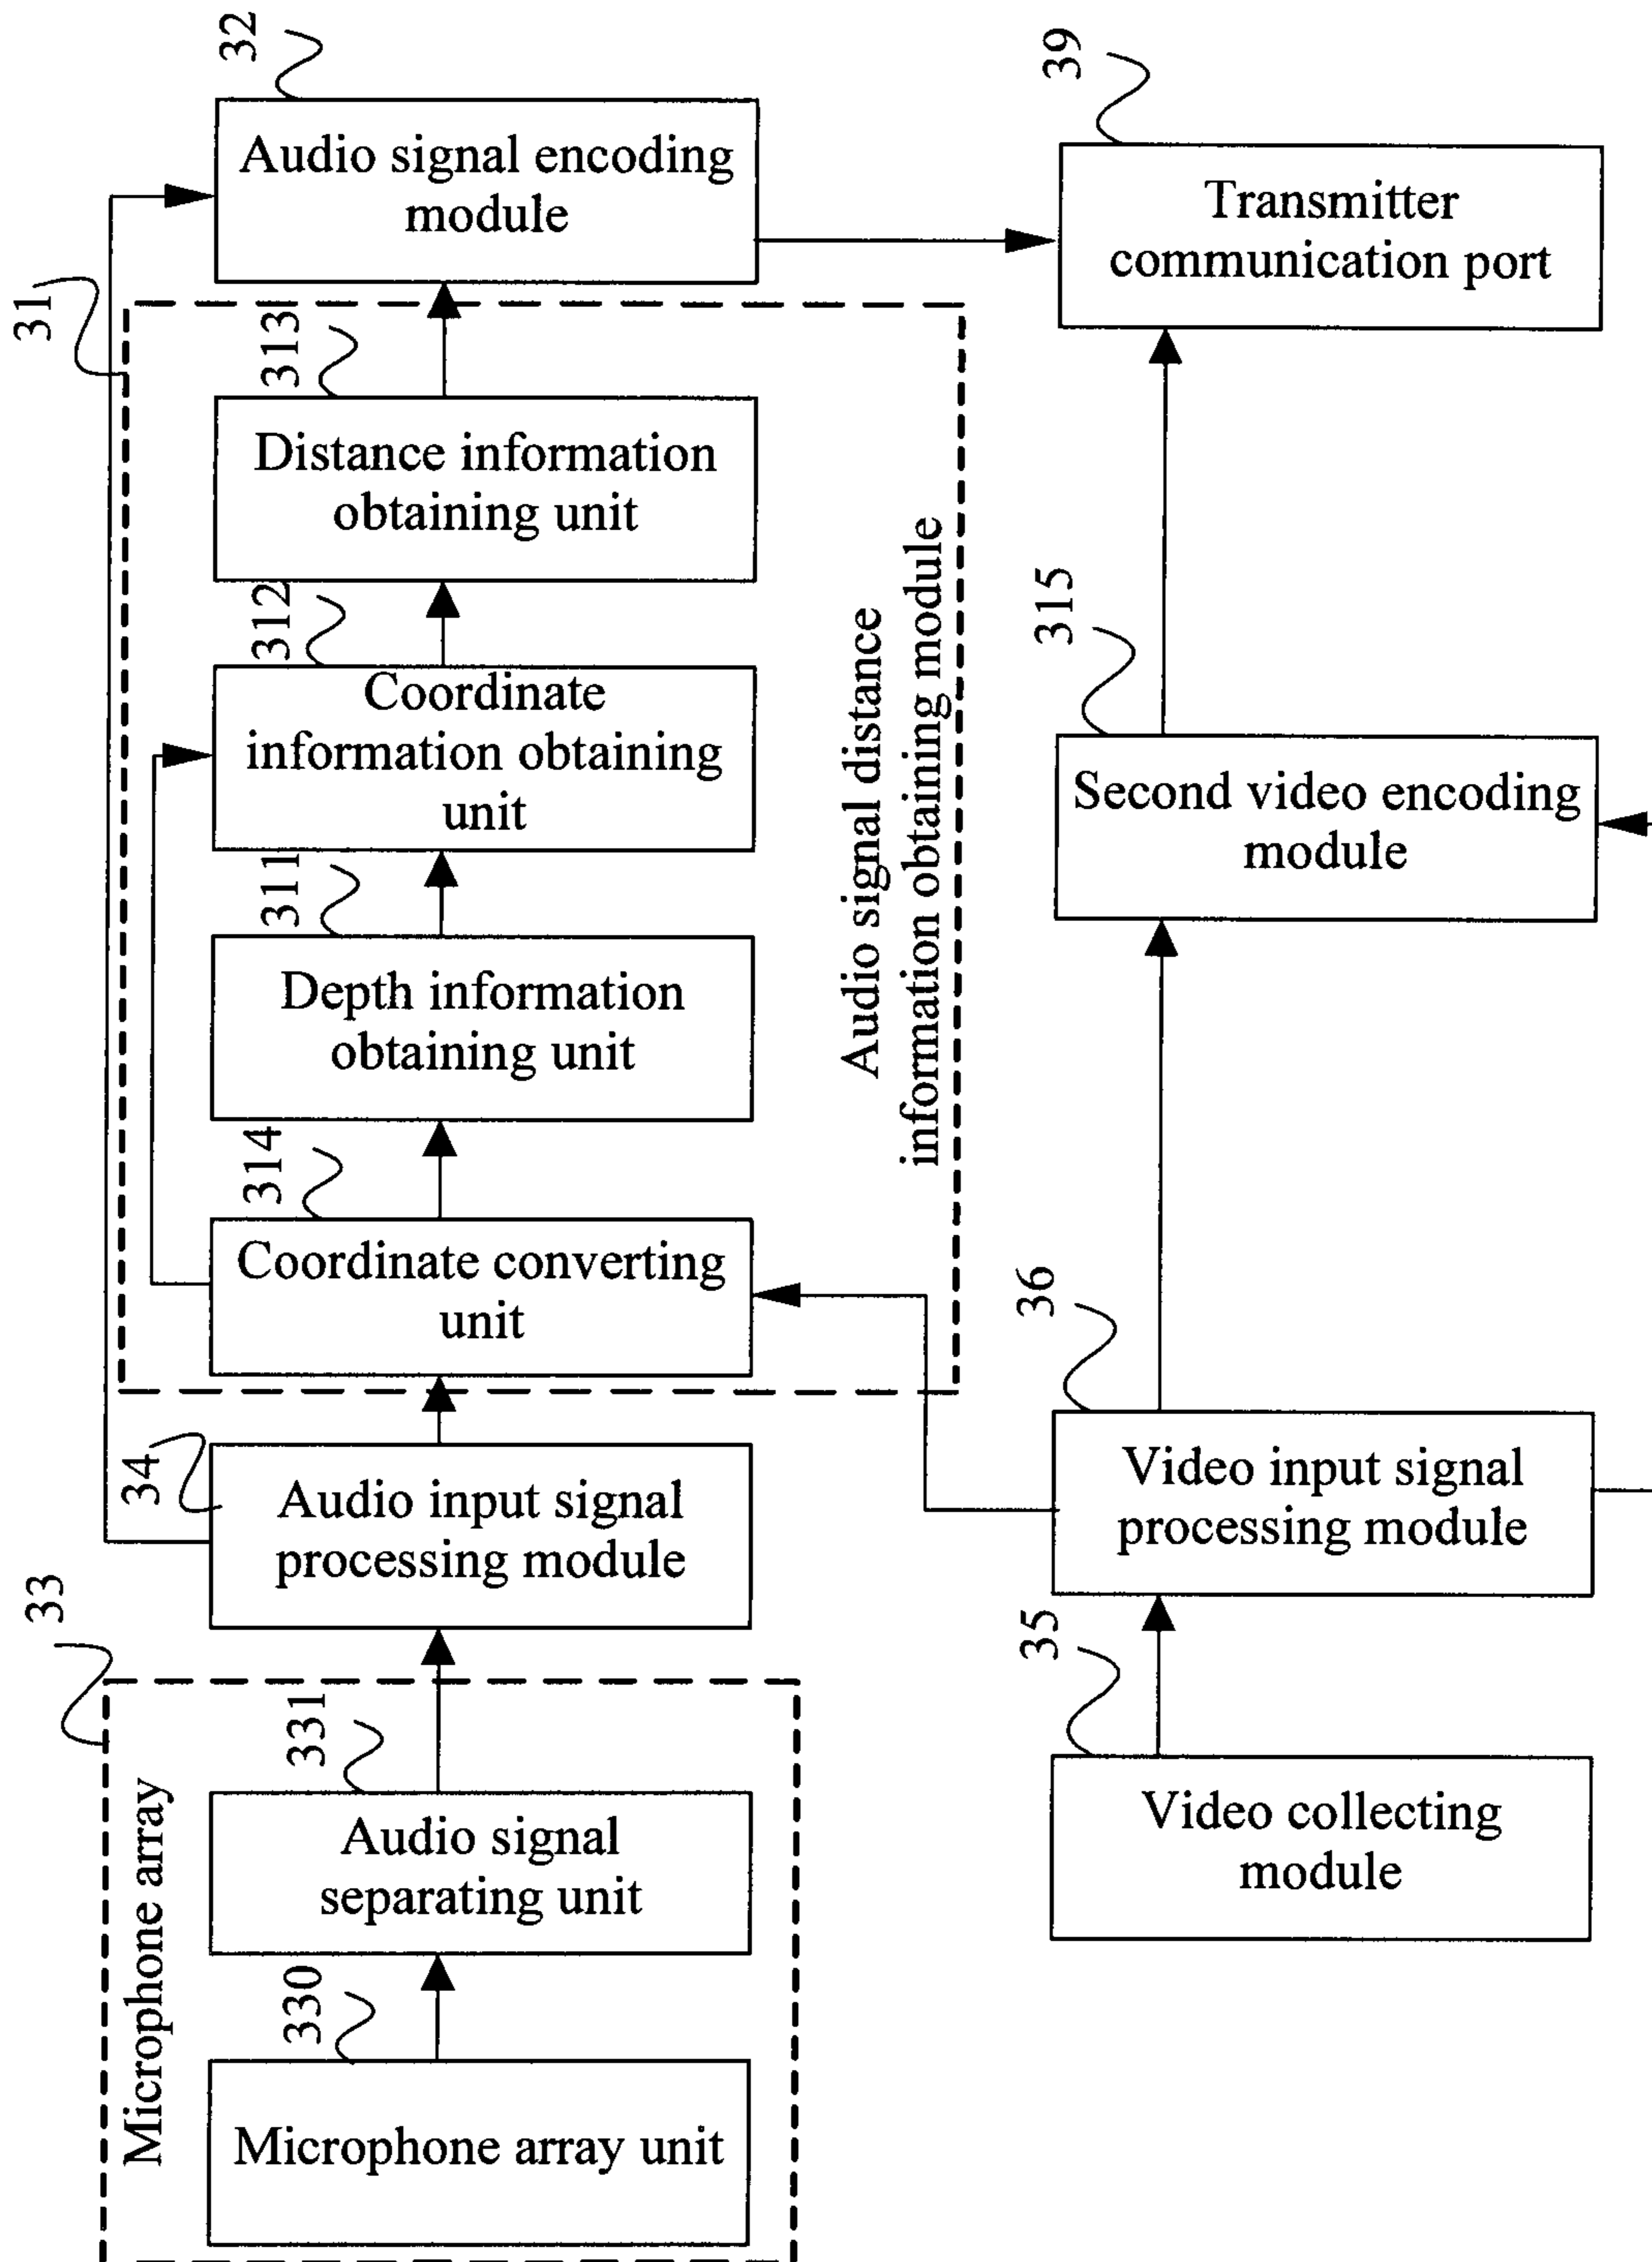 32
Audio signal encoding
module
39
Transmitter
communication port
31
313
Distance information
obtaining unit
312
Coordinate
information obtaining
unit
311
Depth information
obtaining unit
314
Coordinate converting
unit
Audio signal distance
information obtaining module
315
Second video encoding
module
34
Audio input signal
processing module
36
Video input signal
processing module
33
Microphone array
331
Audio signal
separating unit
330
Microphone array unit
35
Video collecting
module